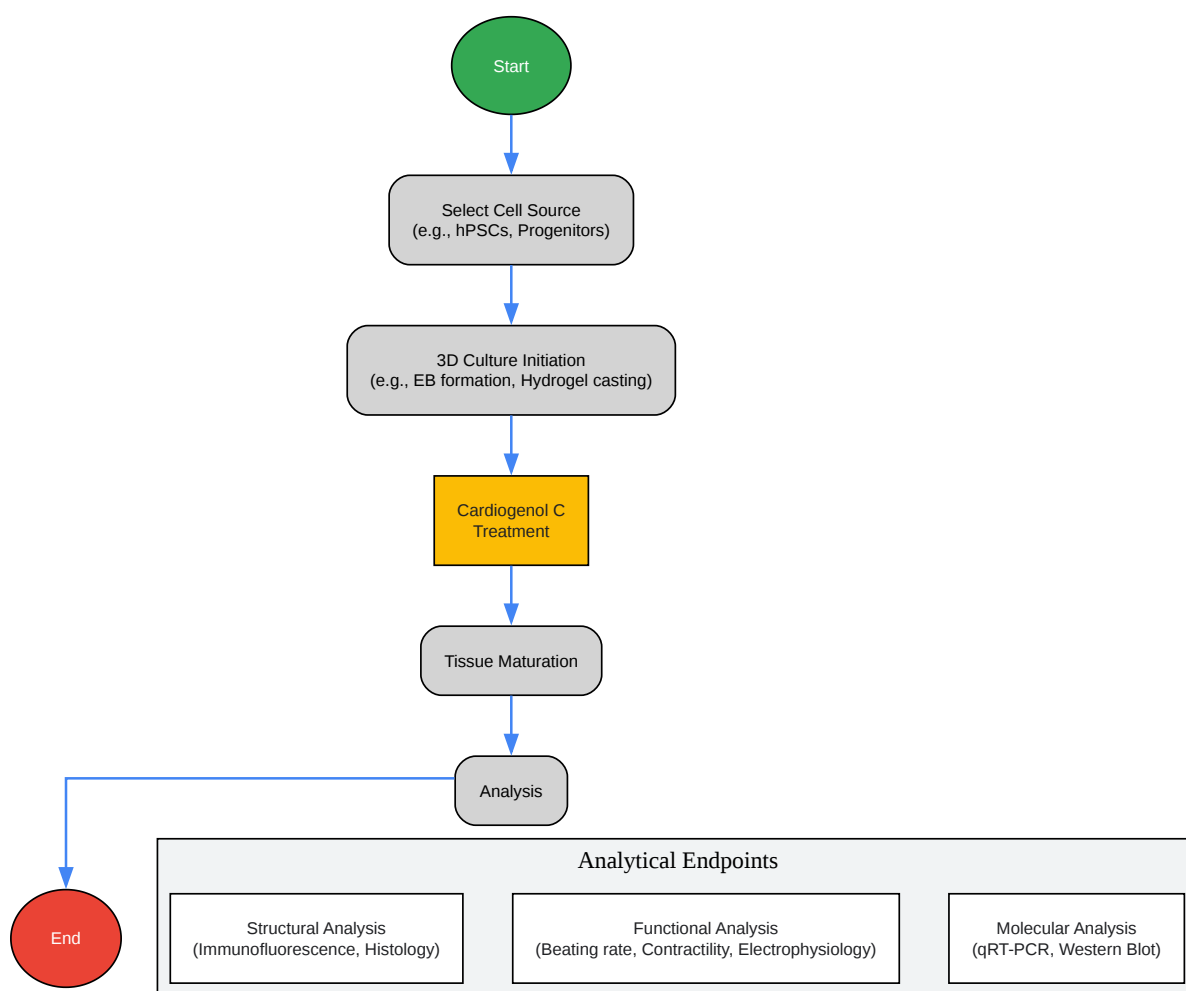 Start
Select Cell Source
(e.g., hPSCs, Progenitors)
3D Culture Initiation
(e.g., EB formation, Hydrogel casting)
Cardiogenol C
Treatment
Tissue Maturation
Analysis
Analytical Endpoints
End
Structural Analysis
(Immunofluorescence, Histology)
Functional Analysis
(Beating rate, Contractility, Electrophysiology)
Molecular Analysis
(qRT-PCR, Western Blot)